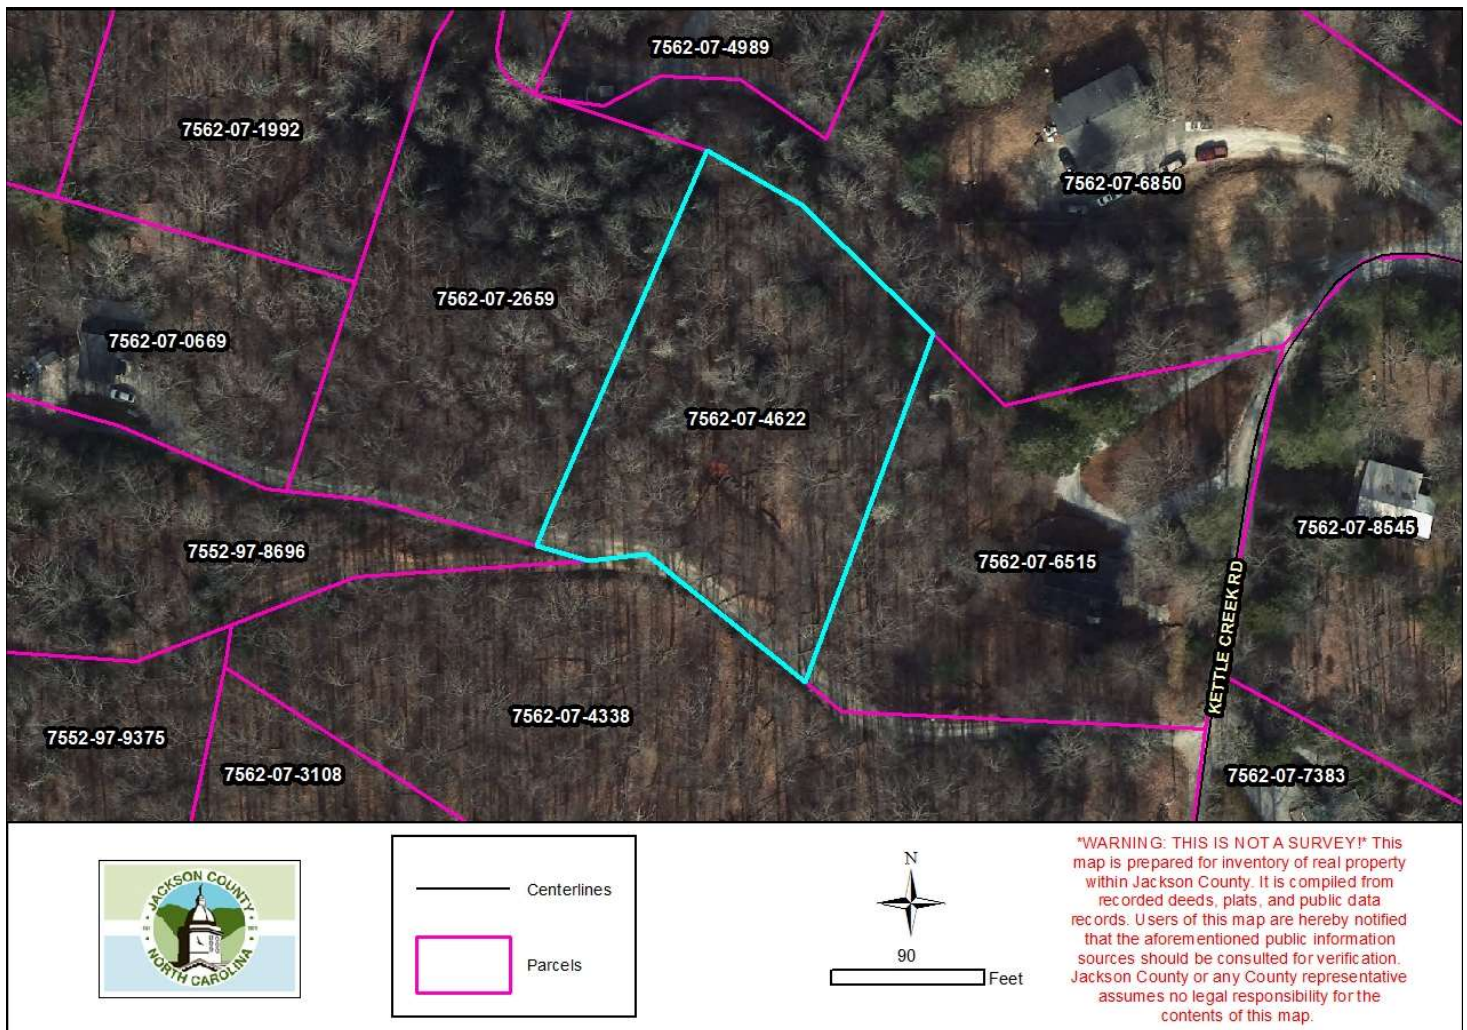 7562-07-4989
7562-07-1992
7562-07-6850
7562-07-2659
7562-07-0669
7562-07-4622
7562-07-8545
7552-97-8696
7562-07-6515
KETTLE CREEK RD
7562-07-4338
7552-97-9375
7562-07-3108
7562-07-7383
JACKSON COUNTY
NORTH CAROLINA
Centerlines
Parcels
N
90
Feet
*WARNING: THIS IS NOT A SURVEY!* This
map is prepared for inventory of real property
within Jackson County. It is compiled from
recorded deeds, plats, and public data
records. Users of this map are hereby notified
that the aforementioned public information
sources should be consulted for verification.
Jackson County or any County representative
assumes no legal responsibility for the
contents of this map.